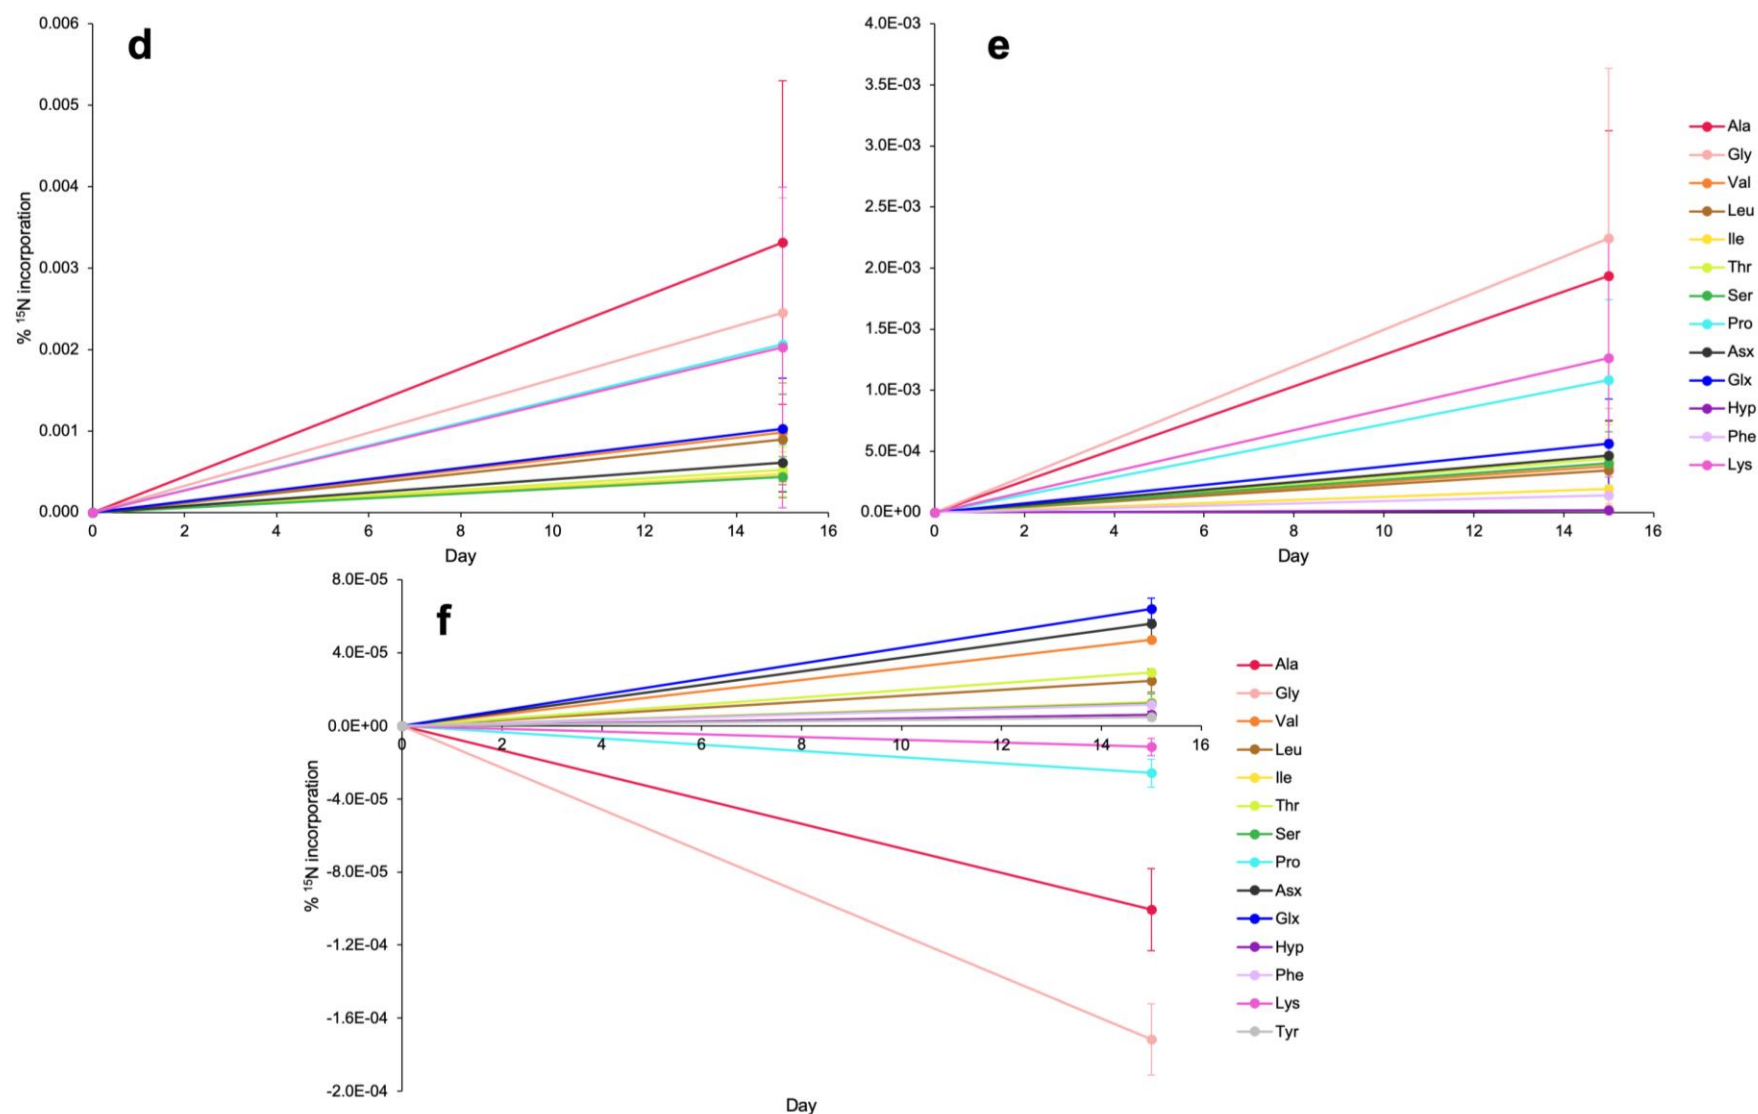 d
0.006
0.005
0.004
0.003
0.002
0.001
0.000
% ¹⁵N incorporation
0 2 4 6 8 10 12 14 16
Day
e
4.0E-03
3.5E-03
3.0E-03
2.5E-03
2.0E-03
1.5E-03
1.0E-03
5.0E-04
0.0E+00
0 2 4 6 8 10 12 14 16
Day
Ala
Gly
Val
Leu
Ile
Thr
Ser
Pro
Asx
Glx
Hyp
Phe
Lys
f
8.0E-05
4.0E-05
0.0E+00
-4.0E-05
-8.0E-05
-1.2E-04
-1.6E-04
-2.0E-04
% ¹⁵N incorporation
0 2 4 6 8 10 12 14 16
Day
Ala
Gly
Val
Leu
Ile
Thr
Ser
Pro
Asx
Glx
Hyp
Phe
Lys
Tyr